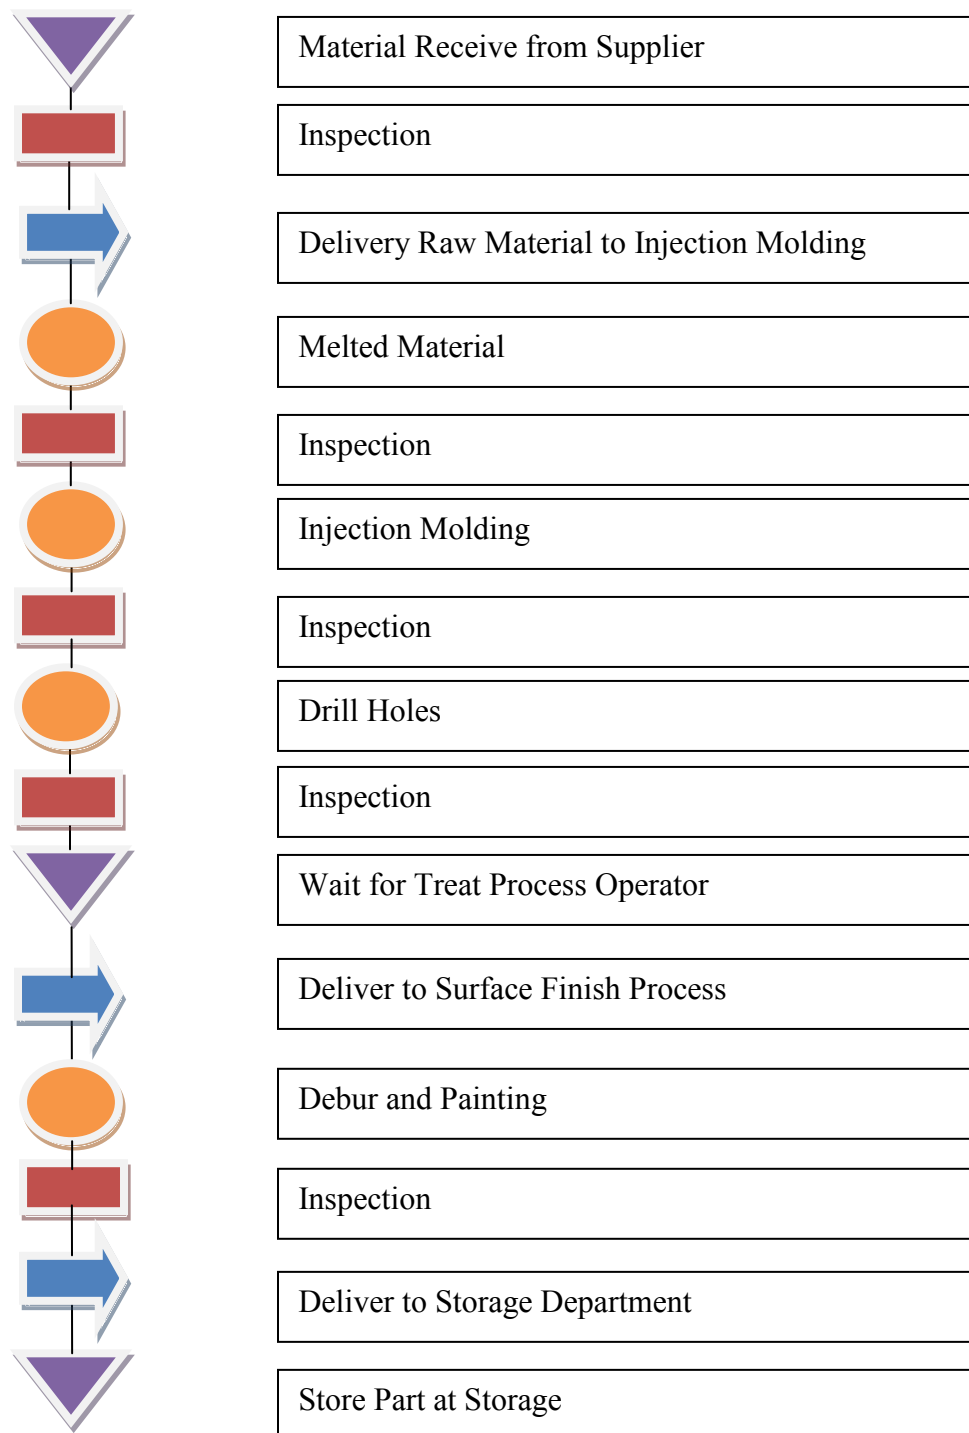 Material Receive from Supplier
Inspection
Delivery Raw Material to Injection Molding
Melted Material
Inspection
Injection Molding
Inspection
Drill Holes
Inspection
Wait for Treat Process Operator
Deliver to Surface Finish Process
Debur and Painting
Inspection
Deliver to Storage Department
Store Part at Storage